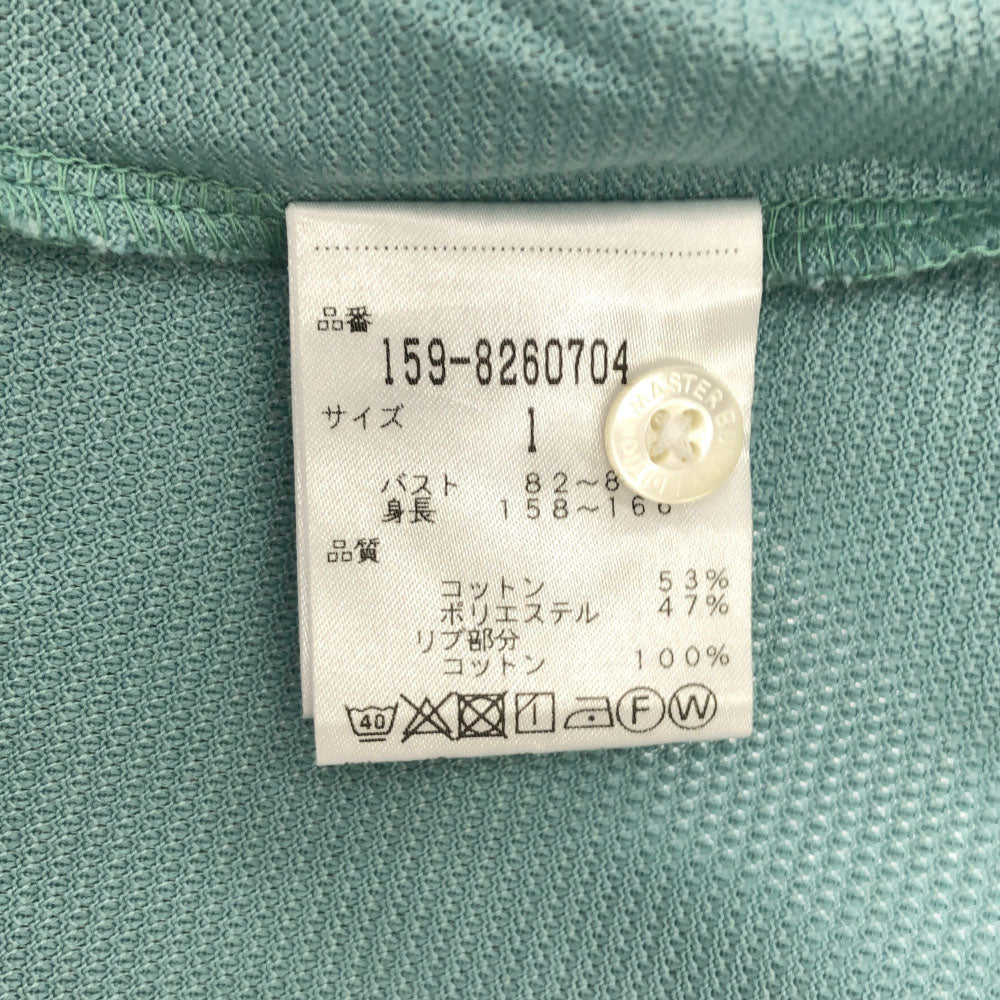 品番
159-8260704
サイズ 1
バスト 82～8
身長 158～166
品質
コットン 53%
ポリエステル 47%
リブ部分
コットン 100%
40 F W
MASTER